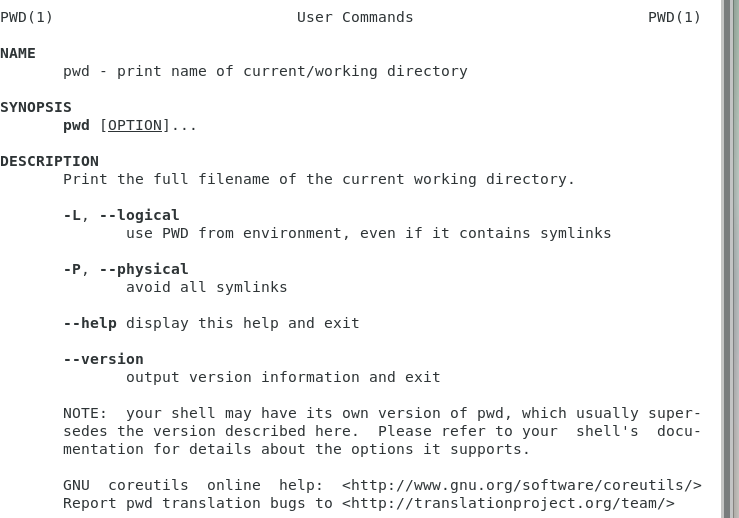 PWD(1) User Commands PWD(1)
NAME
pwd - print name of current/working directory
SYNOPSIS
pwd [OPTION]...
DESCRIPTION
Print the full filename of the current working directory.
-L, --logical
use PWD from environment, even if it contains symlinks
-P, --physical
avoid all symlinks
--help display this help and exit
--version
output version information and exit
NOTE:  your shell may have its own version of pwd, which usually super-
sedes the version described here.  Please refer to your  shell's  docu-
mentation for details about the options it supports.
GNU  coreutils  online  help:  <http://www.gnu.org/software/coreutils/>
Report pwd translation bugs to <http://translationproject.org/team/>